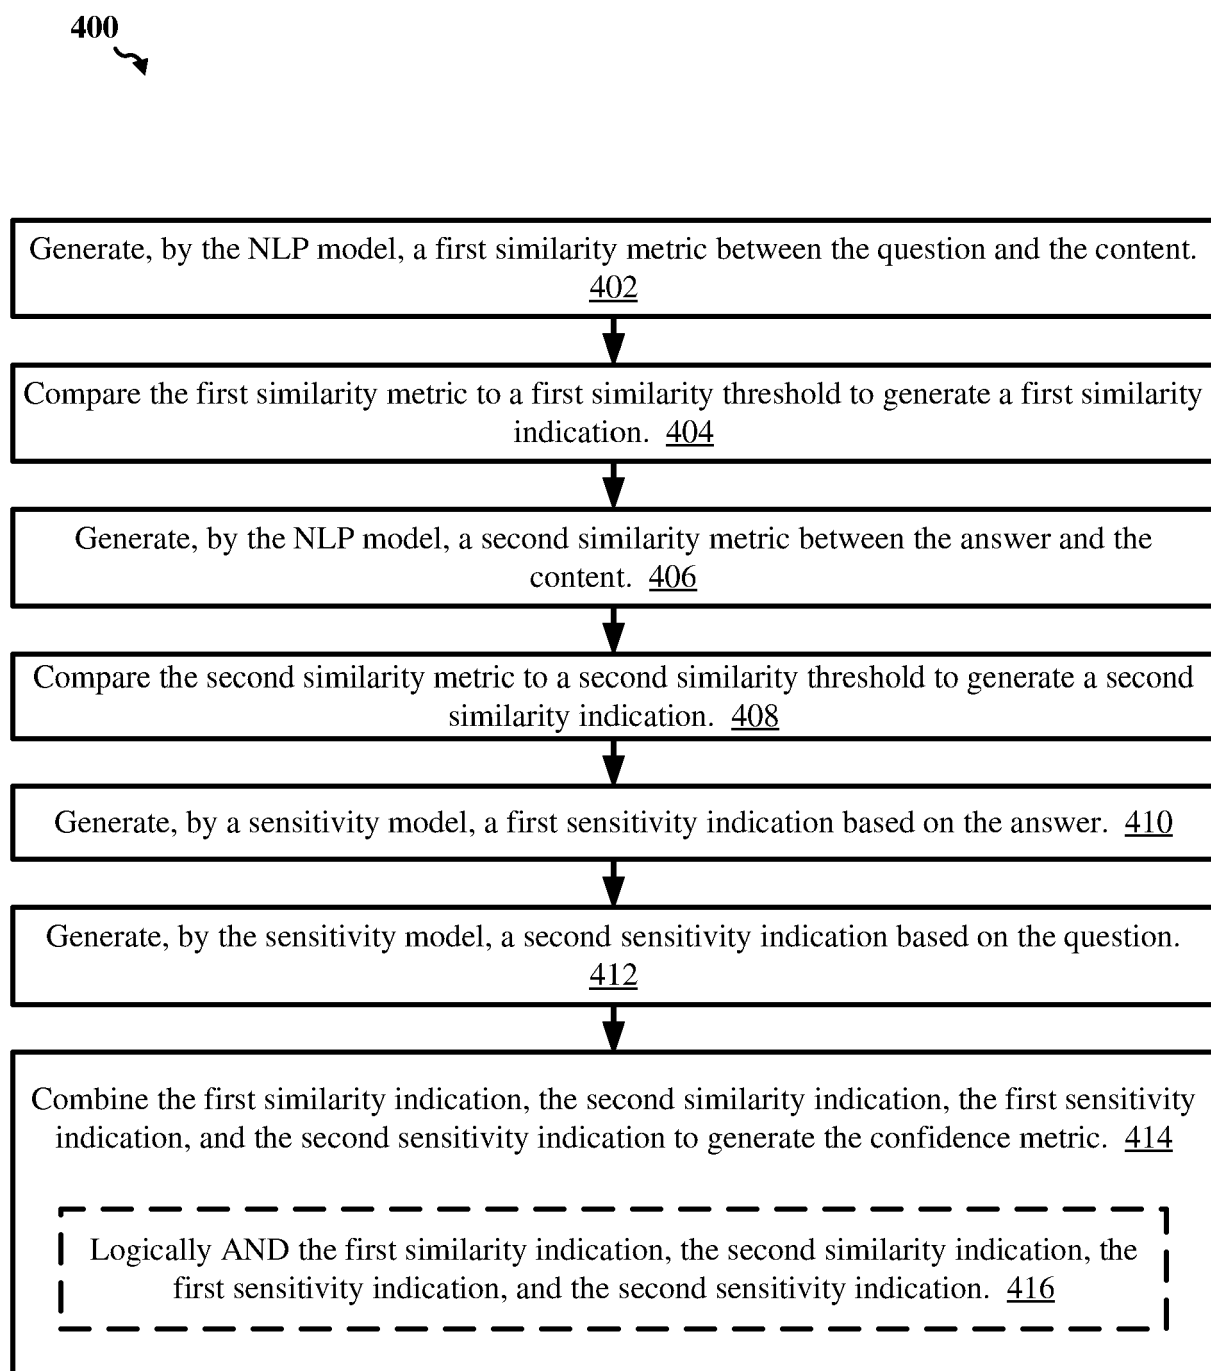 400
Generate, by the NLP model, a first similarity metric between the question and the content.
402
Compare the first similarity metric to a first similarity threshold to generate a first similarity
indication. 404
Generate, by the NLP model, a second similarity metric between the answer and the
content. 406
Compare the second similarity metric to a second similarity threshold to generate a second
similarity indication. 408
Generate, by a sensitivity model, a first sensitivity indication based on the answer. 410
Generate, by the sensitivity model, a second sensitivity indication based on the question.
412
Combine the first similarity indication, the second similarity indication, the first sensitivity
indication, and the second sensitivity indication to generate the confidence metric. 414
Logically AND the first similarity indication, the second similarity indication, the
first sensitivity indication, and the second sensitivity indication. 416